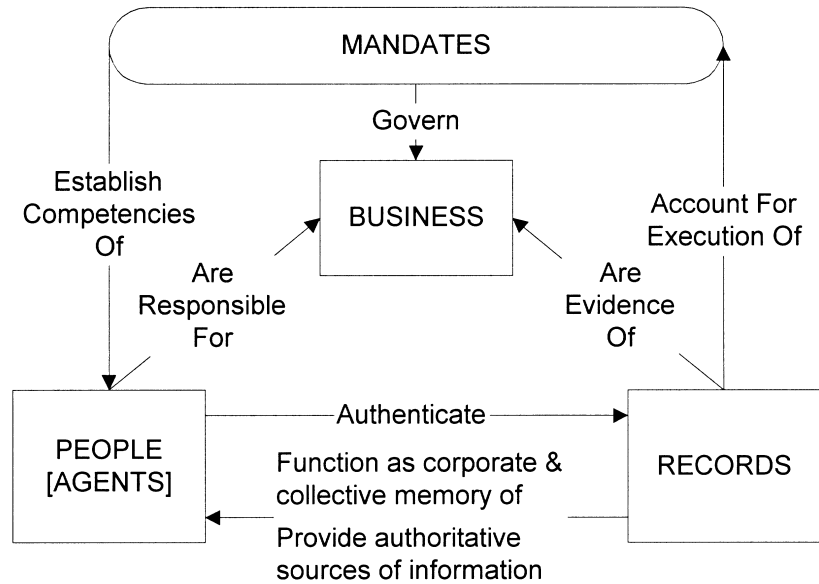 MANDATES
Govern
Establish
Competencies
Of
BUSINESS
Account For
Execution Of
Are
Responsible
For
Are
Evidence
Of
PEOPLE
[AGENTS]
Authenticate
RECORDS
Function as corporate &
collective memory of
Provide authoritative
sources of information